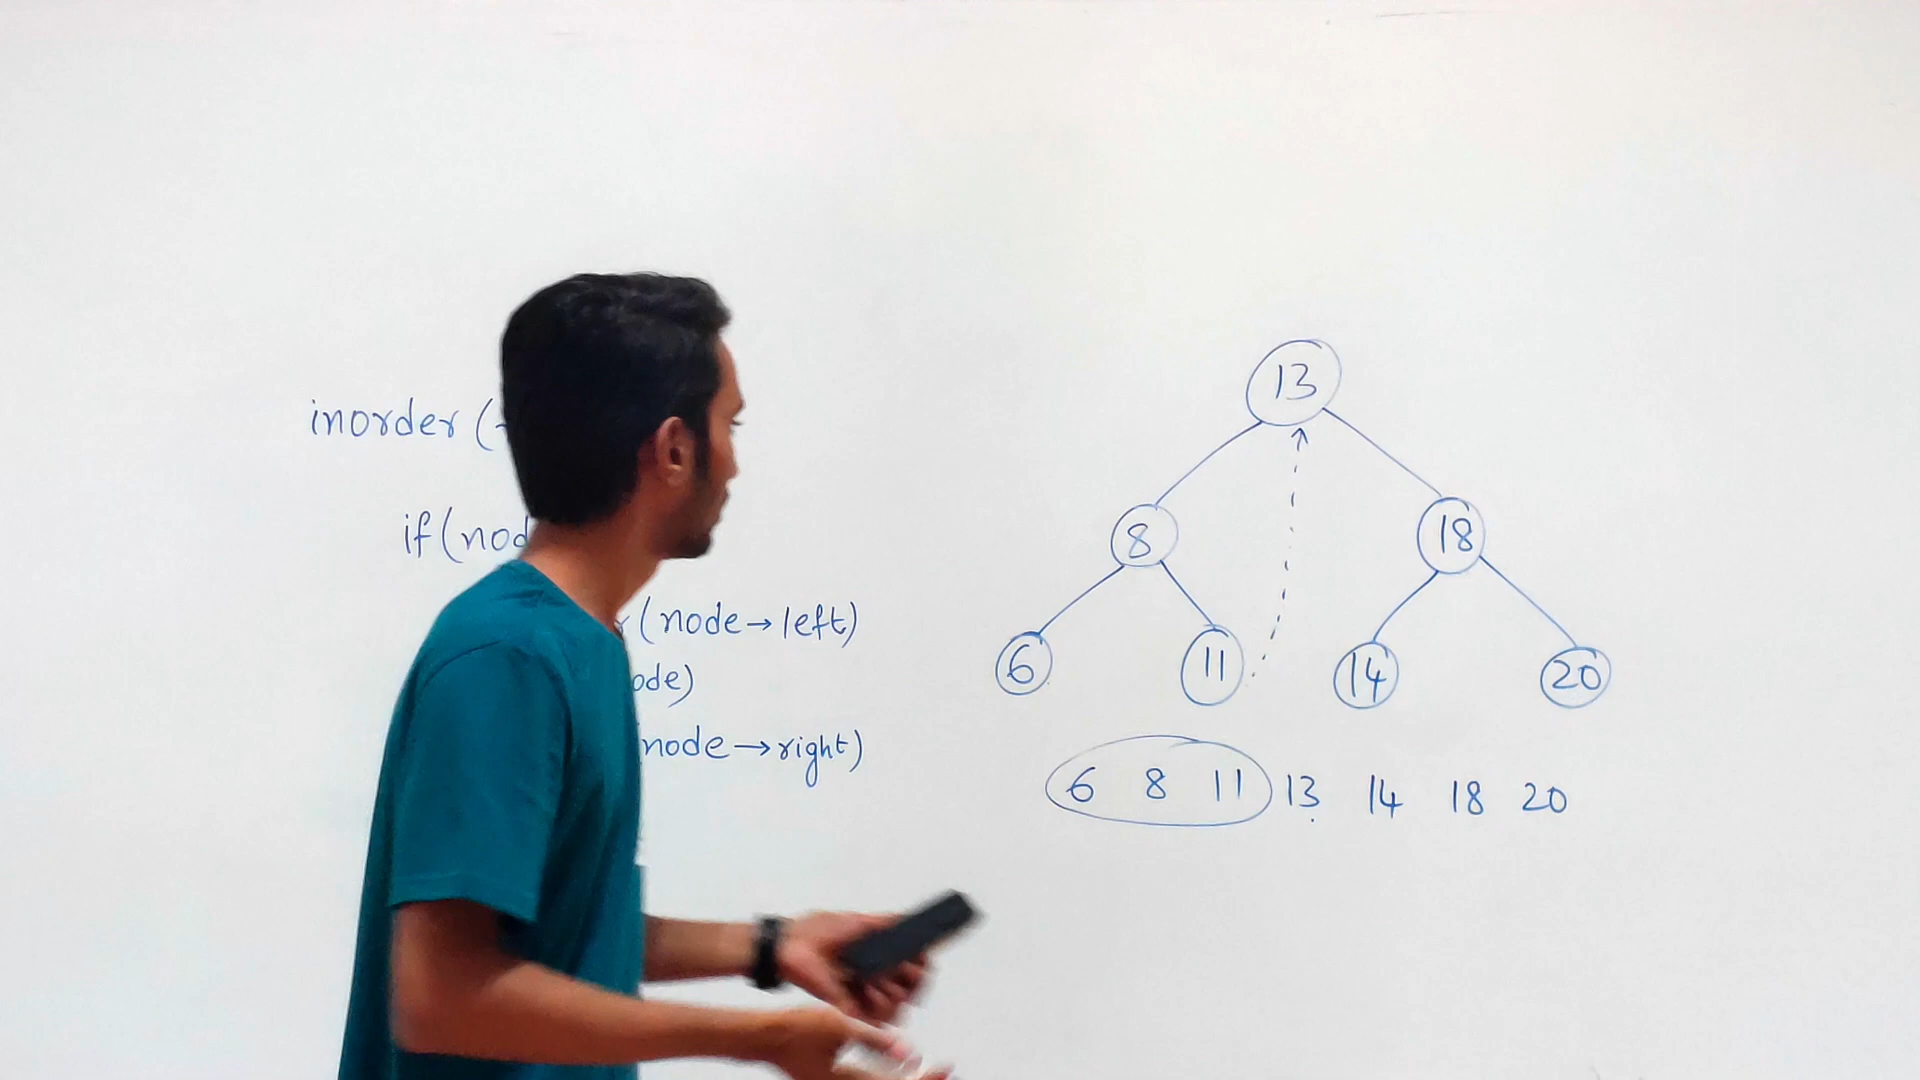 inorder (
if (nod
(node→left)
ode)
node→right)
13
8 18
6 11 14 20
6 8 11 13 14 18 20